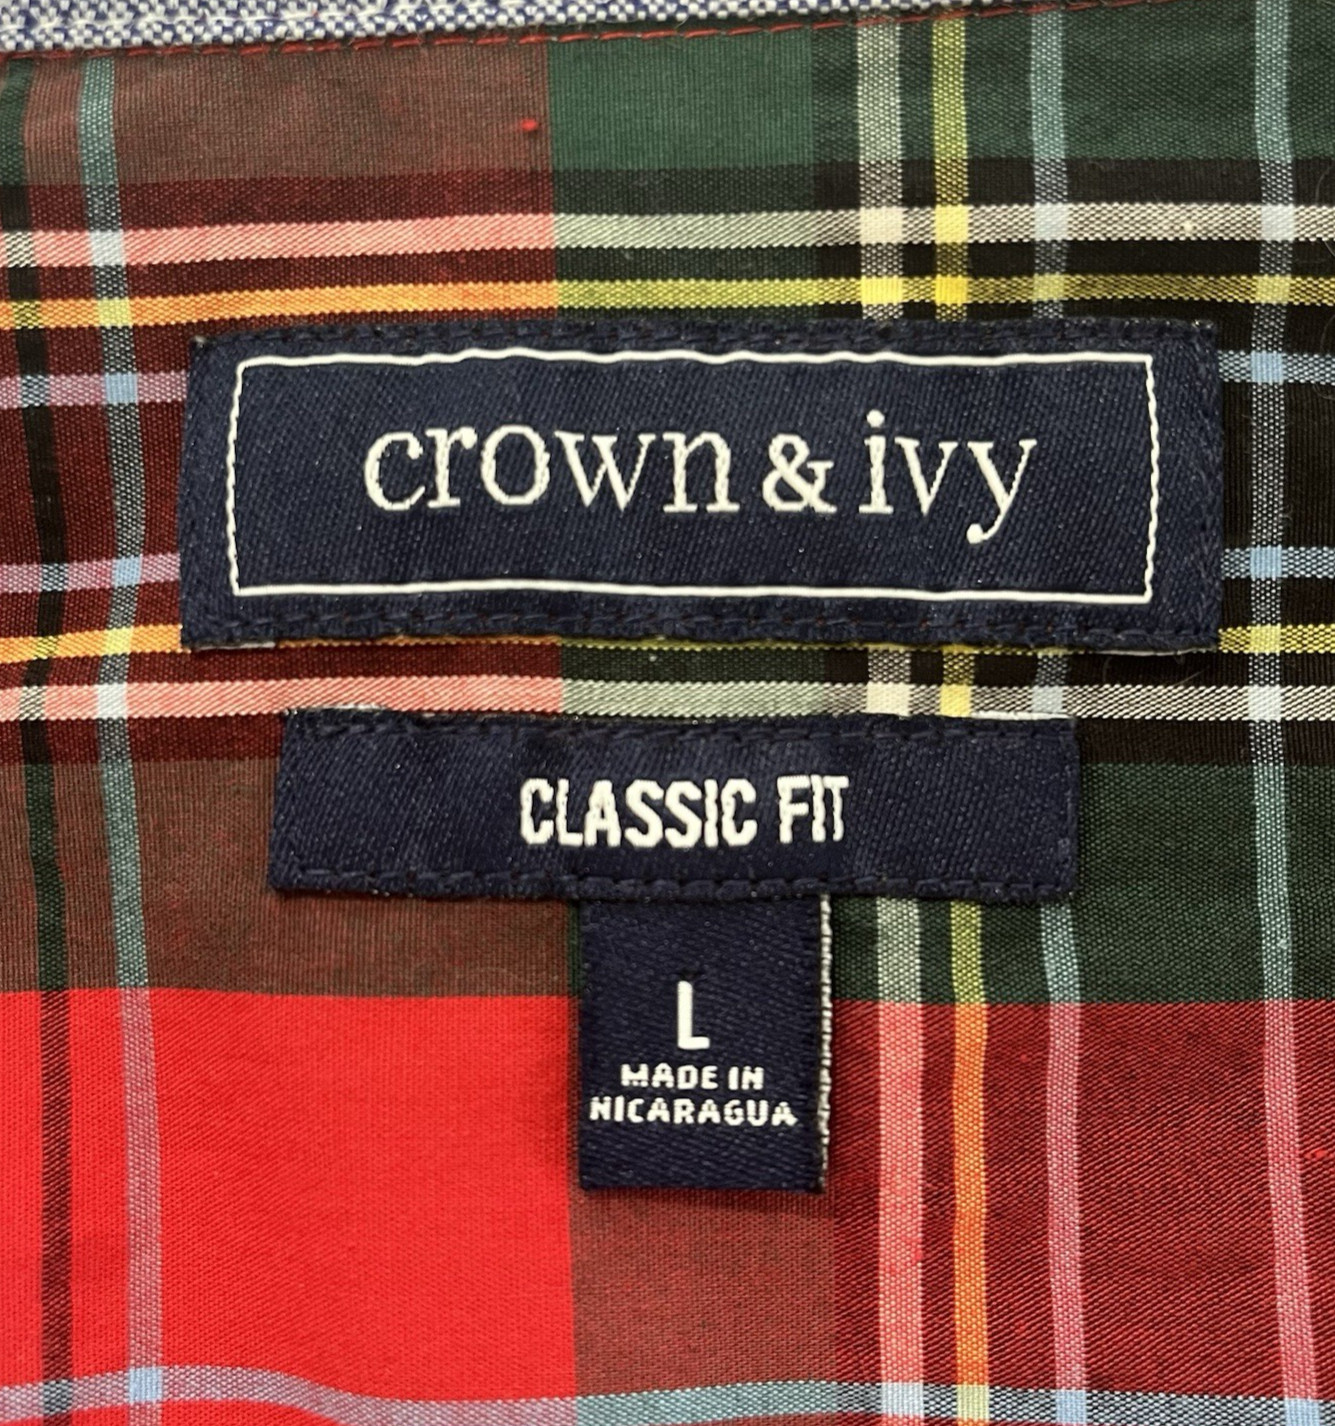 crown & ivy
CLASSIC FIT
L
MADE IN
NICARAGUA